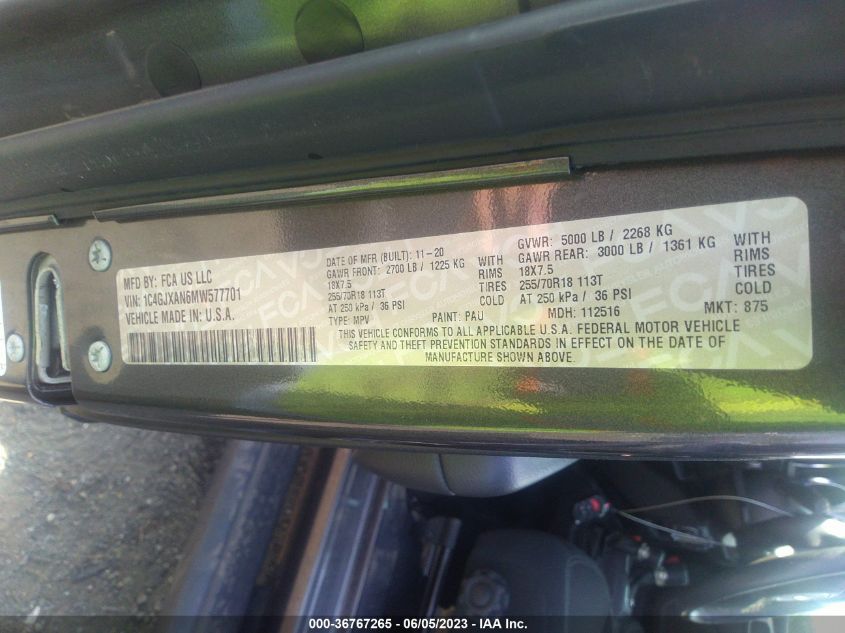 MFD BY: FCA US LLC
VIN: 1C4GJXAN6MW577701
VEHICLE MADE IN: U.S.A.
DATE OF MFR (BUILT): 11-20
GAWR FRONT: 2700 LB / 1225 KG WITH
18X7.5 RIMS
255/70R18 113T TIRES
AT 250 kPa / 36 PSI COLD
TYPE: MPV PAINT: PAU
GVWR: 5000 LB / 2268 KG
GAWR REAR: 3000 LB / 1361 KG WITH
18X7.5 RIMS
255/70R18 113T TIRES
AT 250 kPa / 36 PSI COLD
MDH: 112516 MKT: 875
THIS VEHICLE CONFORMS TO ALL APPLICABLE U.S.A. FEDERAL MOTOR VEHICLE
SAFETY AND THEFT PREVENTION STANDARDS IN EFFECT ON THE DATE OF
MANUFACTURE SHOWN ABOVE.
000-36767265 - 06/05/2023 - IAA Inc.